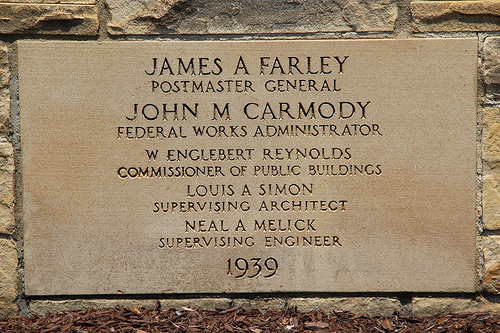 JAMES A FARLEY
POSTMASTER GENERAL
JOHN M CARMODY
FEDERAL WORKS ADMINISTRATOR
W ENGLEBERT REYNOLDS
COMMISSIONER OF PUBLIC BUILDINGS
LOUIS A SIMON
SUPERVISING ARCHITECT
NEAL A MELICK
SUPERVISING ENGINEER
1939